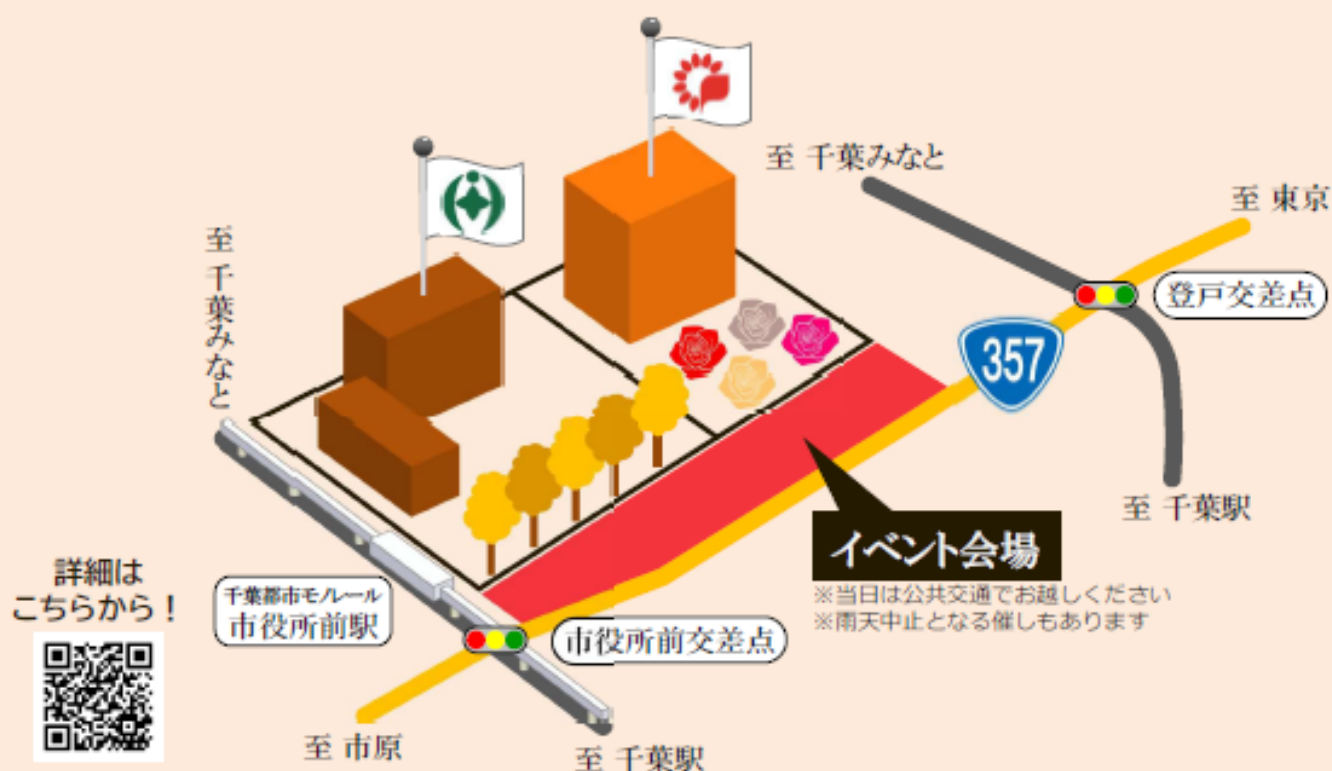 至 千葉みなと
至 東京
至 千葉みなと
登戸交差点
357
至 千葉駅
イベント会場
※当日は公共交通でお越しください
※雨天中止となる催しもあります
詳細は
こちらから！
千葉都市モノレール
市役所前駅
市役所前交差点
至 市原
至 千葉駅